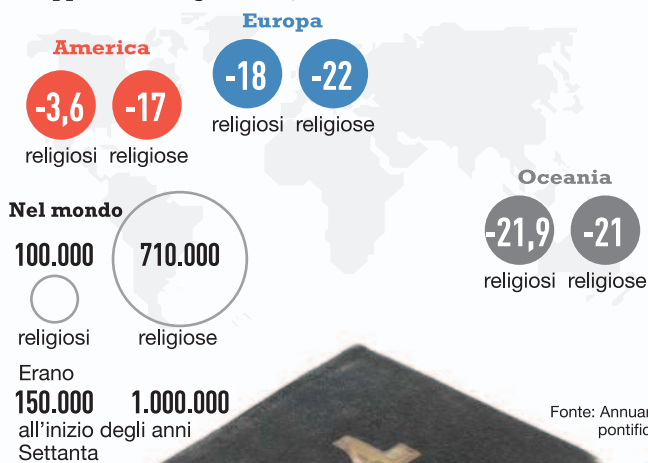 Europa
-18 -22
religiosi religiose
America
-3,6 -17
religiosi religiose
Oceania
-21,9 -21
religiosi religiose
Nel mondo
100.000 710.000
religiosi religiose
Erano
150.000 1.000.000
all'inizio degli anni
Settanta
Fonte: